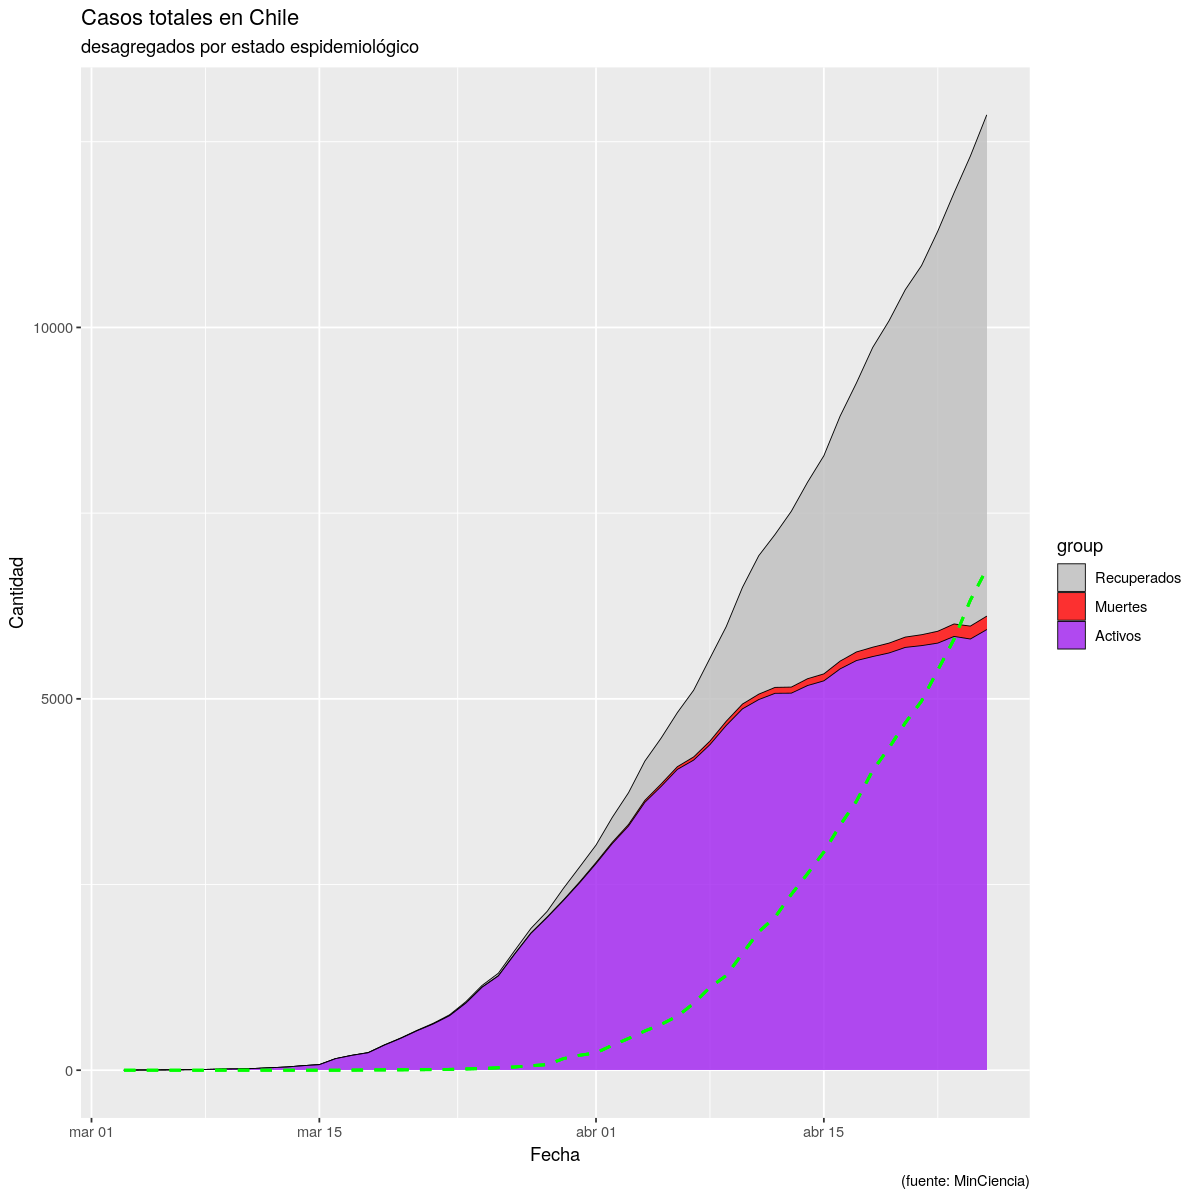 Casos totales en Chile
desagregados por estado espidemiológico
Cantidad
10000
5000
0
mar 01
mar 15
abr 01
abr 15
Fecha
group
Recuperados
Muertes
Activos
(fuente: MinCiencia)